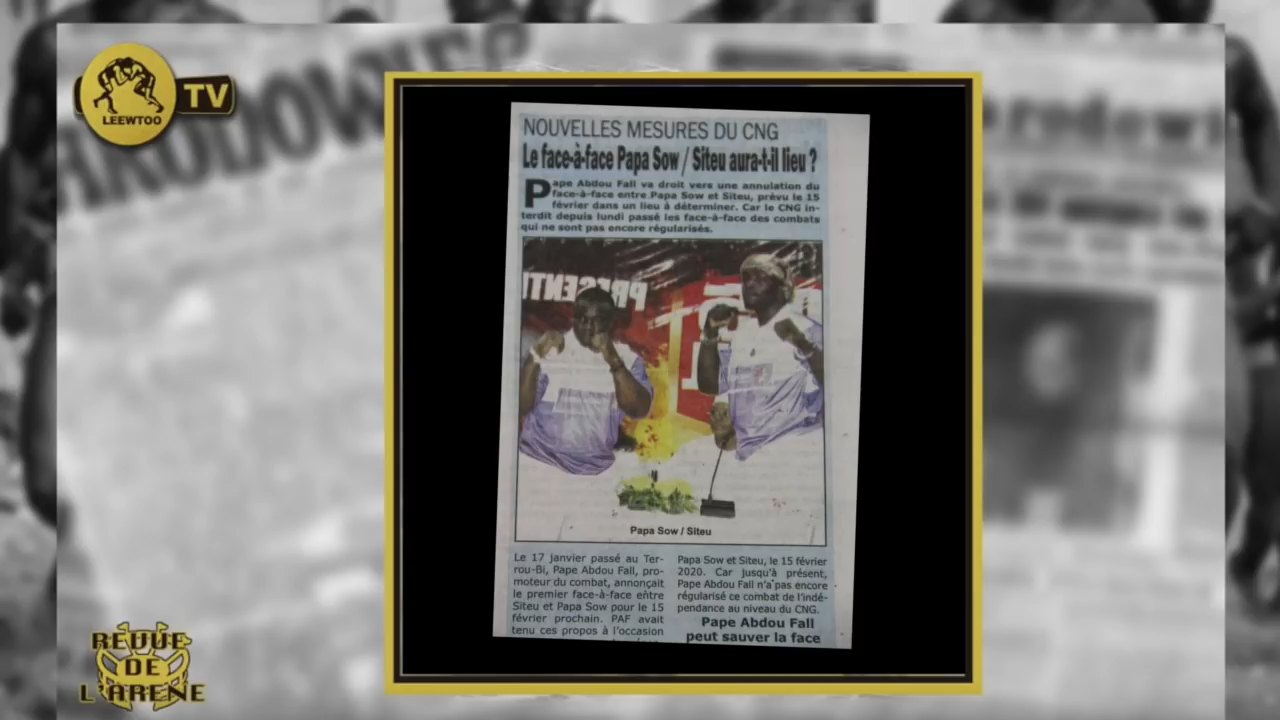 LEEWTOO
TV
NOUVELLES MESURES DU CNG
Le face-à-face Papa Sow / Siteu aura-t-il lieu ?
Pape Abdou Fall va droit vers une annulation du
face-à-face entre Papa Sow et Siteu, prévu le 15
février dans un lieu à déterminer. Car le CNG in-
terdit depuis lundi passé les face-à-face des combats
qui ne sont pas encore régularisés.
Papa Sow / Siteu
Le 17 janvier passé au Ter-
rou-Bi, Pape Abdou Fall, pro-
moteur du combat, annonçait
le premier face-à-face entre
Siteu et Papa Sow pour le 15
février prochain. PAF avait
tenu ces propos à l'occasion
Papa Sow et Siteu, le 15 février
2020. Car jusqu'à présent,
Pape Abdou Fall n'a pas encore
régularisé ce combat de l'indé-
pendance au niveau du CNG.
Pape Abdou Fall
peut sauver la face
REVUE
DE
L'ARENE